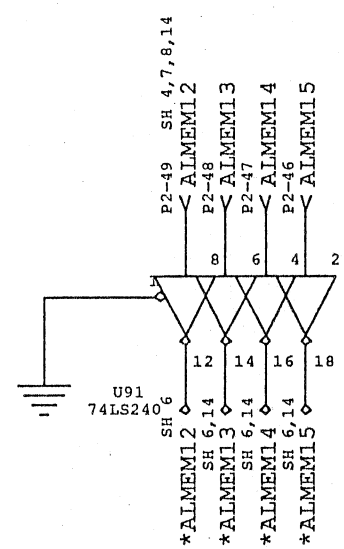 SH 4,7,8,14
P2-49 ALMEM12
P2-48 ALMEM13
P2-47 ALMEM14
P2-46 ALMEM15
1 8 6 4 2
12 14 16 18
U91
74LS240
SH 6
*ALMEM12
SH 6,14
*ALMEM13
SH 6,14
*ALMEM14
SH 6,14
*ALMEM15